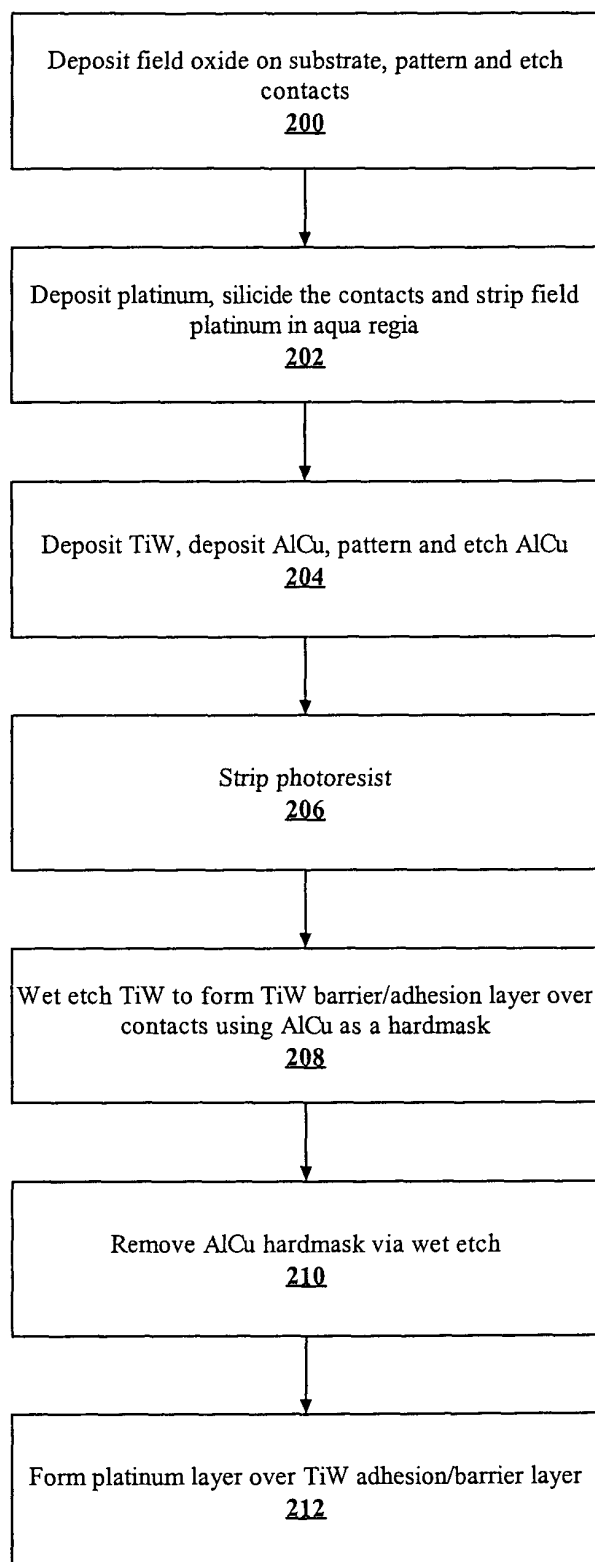 Deposit field oxide on substrate, pattern and etch
contacts
200
Deposit platinum, silicide the contacts and strip field
platinum in aqua regia
202
Deposit TiW, deposit AlCu, pattern and etch AlCu
204
Strip photoresist
206
Wet etch TiW to form TiW barrier/adhesion layer over
contacts using AlCu as a hardmask
208
Remove AlCu hardmask via wet etch
210
Form platinum layer over TiW adhesion/barrier layer
212